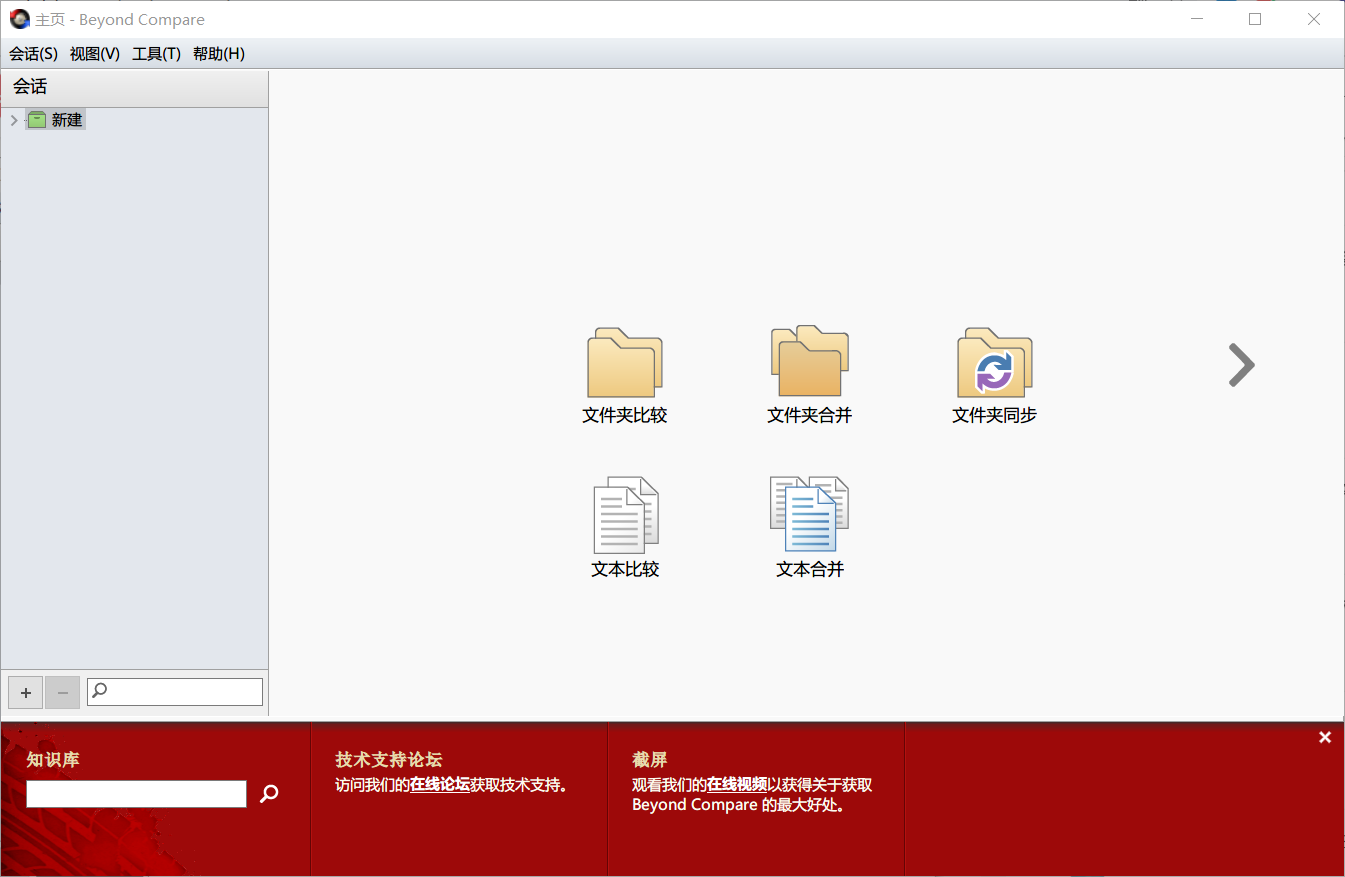 主页 - Beyond Compare
会话(S) 视图(V) 工具(T) 帮助(H)
会话
新建
文件夹比较
文件夹合并
文件夹同步
文本比较
文本合并
知识库
技术支持论坛
访问我们的在线论坛获取技术支持。
截屏
观看我们的在线视频以获得关于获取
Beyond Compare 的最大好处。